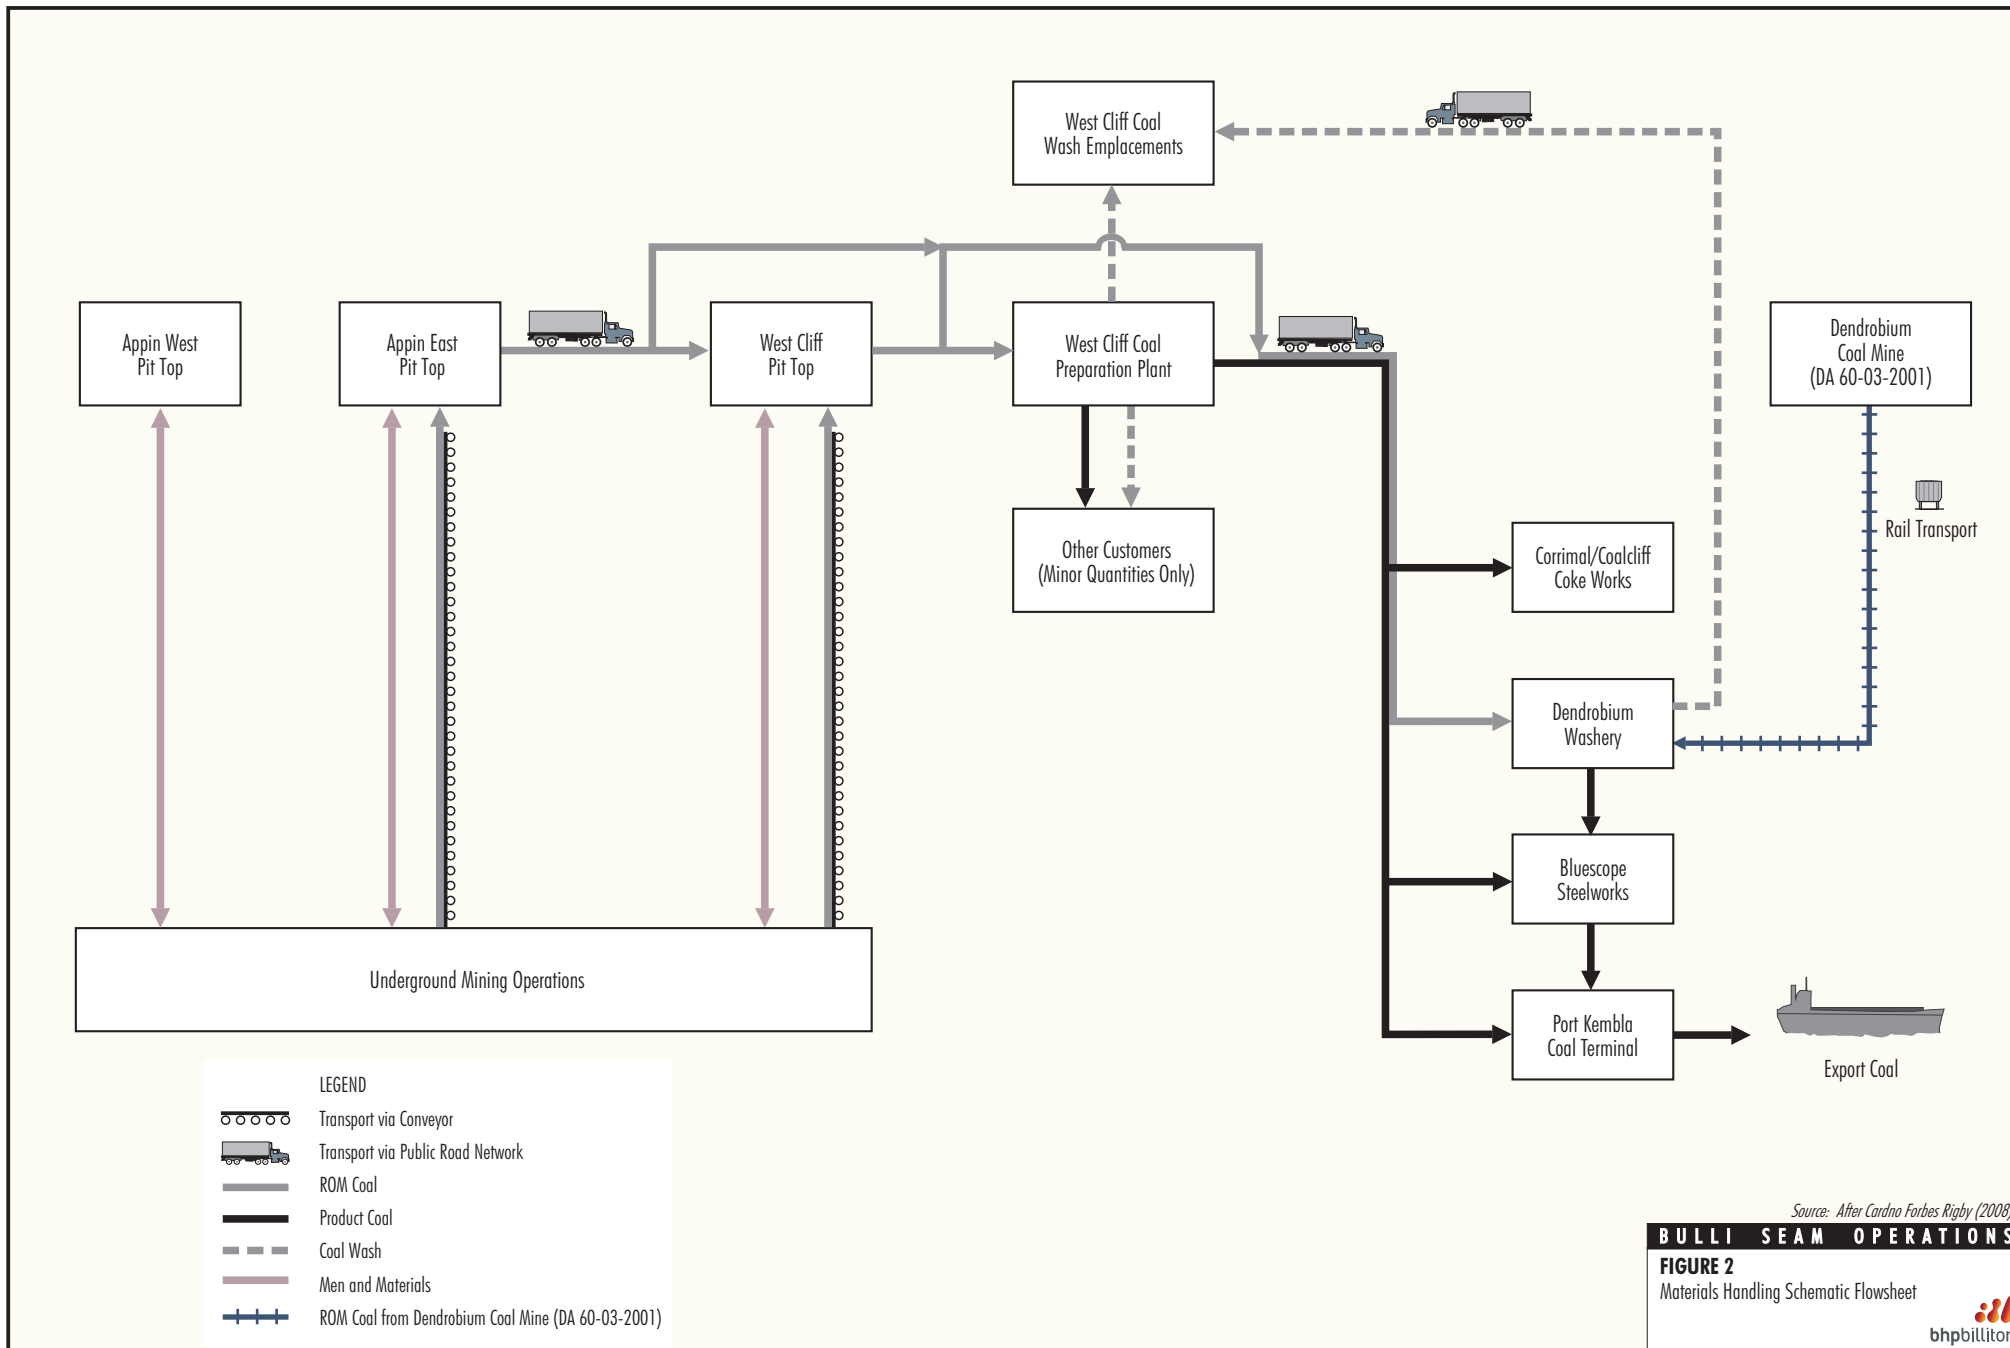 West Cliff Coal
Wash Emplacements
Appin West
Pit Top
Appin East
Pit Top
West Cliff
Pit Top
West Cliff Coal
Preparation Plant
Dendrobium
Coal Mine
(DA 60-03-2001)
Rail Transport
Other Customers
(Minor Quantities Only)
Corrimal/Coalcliff
Coke Works
Dendrobium
Washery
Bluescope
Steelworks
Underground Mining Operations
Port Kembla
Coal Terminal
Export Coal
LEGEND
Transport via Conveyor
Transport via Public Road Network
ROM Coal
Product Coal
Coal Wash
Men and Materials
ROM Coal from Dendrobium Coal Mine (DA 60-03-2001)
Source: After Cardno Forbes Rigby (2008)
BULLI SEAM OPERATIONS
FIGURE 2
Materials Handling Schematic Flowsheet
bhpbilliton